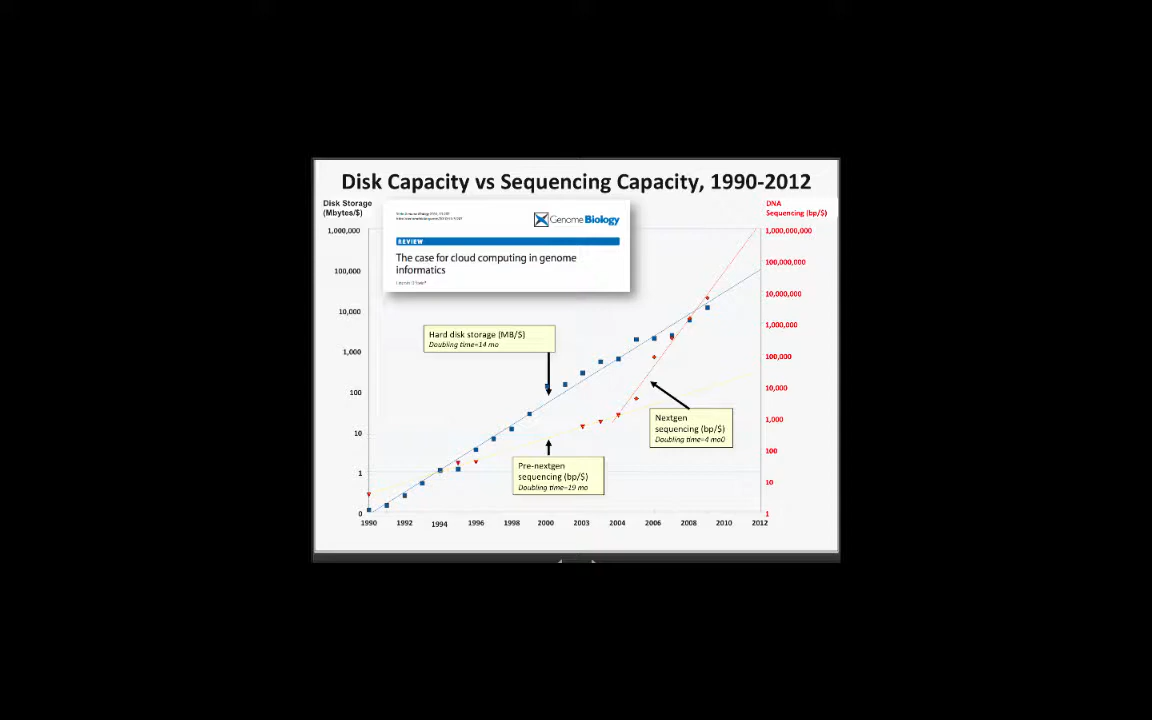 Disk Capacity vs Sequencing Capacity, 1990-2012
Disk Storage
(Mbytes/$)
DNA
Sequencing (bp/$)
Genome Biology
REVIEW
The case for cloud computing in genome
informatics
1,000,000
100,000
10,000
1,000
100
10
1
0
1,000,000,000
100,000,000
10,000,000
1,000,000
100,000
10,000
1,000
100
10
1
Hard disk storage (MB/$)
Doubling time=14 mo
Nextgen
sequencing (bp/$)
Doubling time=4 mo0
Pre-nextgen
sequencing (bp/$)
Doubling time=19 mo
1990 1992 1994 1996 1998 2000 2003 2004 2006 2008 2010 2012